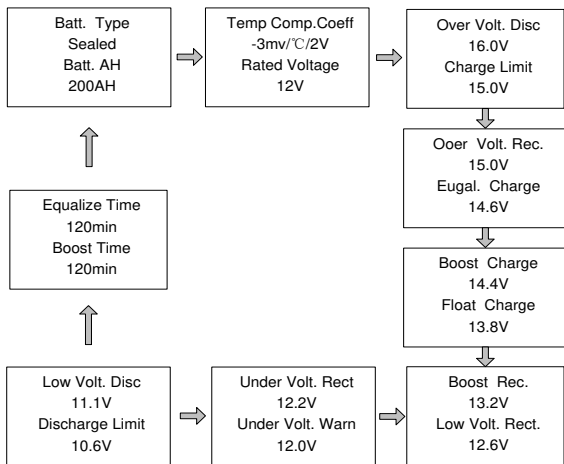 Batt. Type
Sealed
Batt. AH
200AH
Temp Comp.Coeff
-3mv/℃/2V
Rated Voltage
12V
Over Volt. Disc
16.0V
Charge Limit
15.0V
Ooer Volt. Rec.
15.0V
Eugal. Charge
14.6V
Equalize Time
120min
Boost Time
120min
Boost Charge
14.4V
Float Charge
13.8V
Low Volt. Disc
11.1V
Discharge Limit
10.6V
Under Volt. Rect
12.2V
Under Volt. Warn
12.0V
Boost Rec.
13.2V
Low Volt. Rect.
12.6V